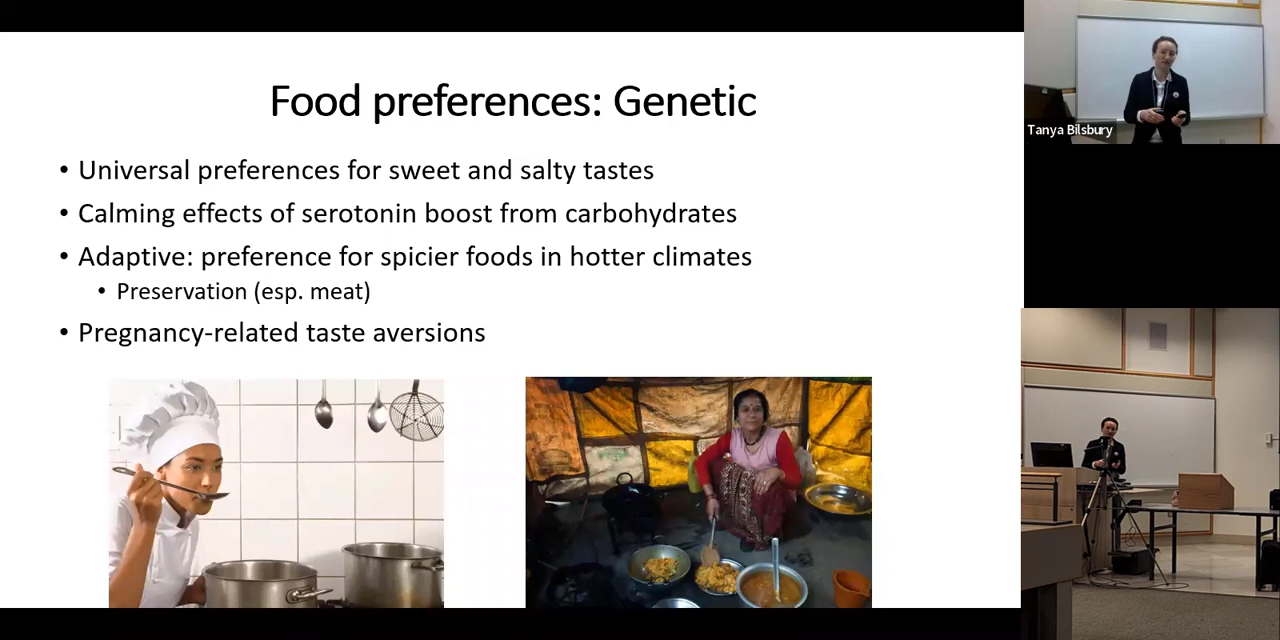 Food preferences: Genetic
• Universal preferences for sweet and salty tastes
• Calming effects of serotonin boost from carbohydrates
• Adaptive: preference for spicier foods in hotter climates
• Preservation (esp. meat)
• Pregnancy-related taste aversions
Tanya Bilsbury